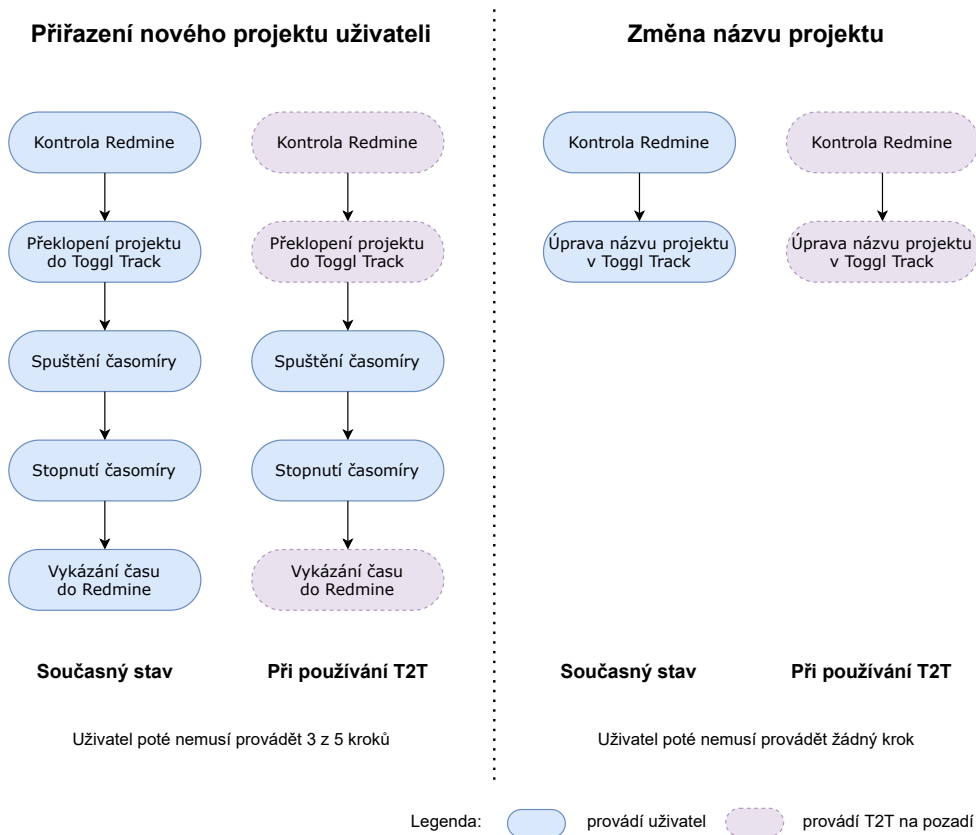 Přiřazení nového projektu uživateli
Kontrola Redmine
Překlopení projektu
do Toggl Track
Spuštění časomíry
Stopnutí časomíry
Vykázání času
do Redmine
Současný stav
Kontrola Redmine
Překlopení projektu
do Toggl Track
Spuštění časomíry
Stopnutí časomíry
Vykázání času
do Redmine
Při používání T2T
Uživatel poté nemusí provádět 3 z 5 kroků
Změna názvu projektu
Kontrola Redmine
Úprava názvu projektu
v Toggl Track
Současný stav
Kontrola Redmine
Úprava názvu projektu
v Toggl Track
Při používání T2T
Uživatel poté nemusí provádět žádný krok
Legenda:
provádí uživatel
provádí T2T na pozadí